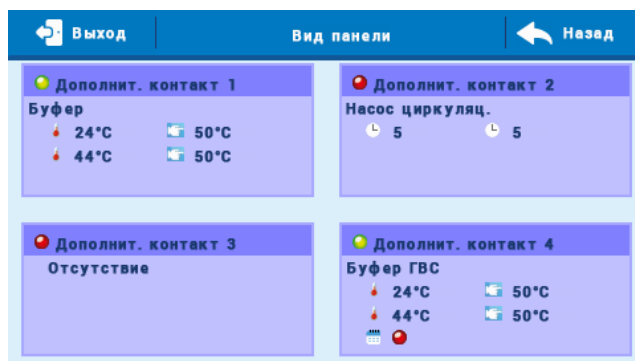 Выход
Вид панели
Назад
Дополнит. контакт 1
Буфер
24°C 50°C
44°C 50°C
Дополнит. контакт 2
Насос циркуляц.
5 5
Дополнит. контакт 3
Отсутствие
Дополнит. контакт 4
Буфер ГВС
24°C 50°C
44°C 50°C